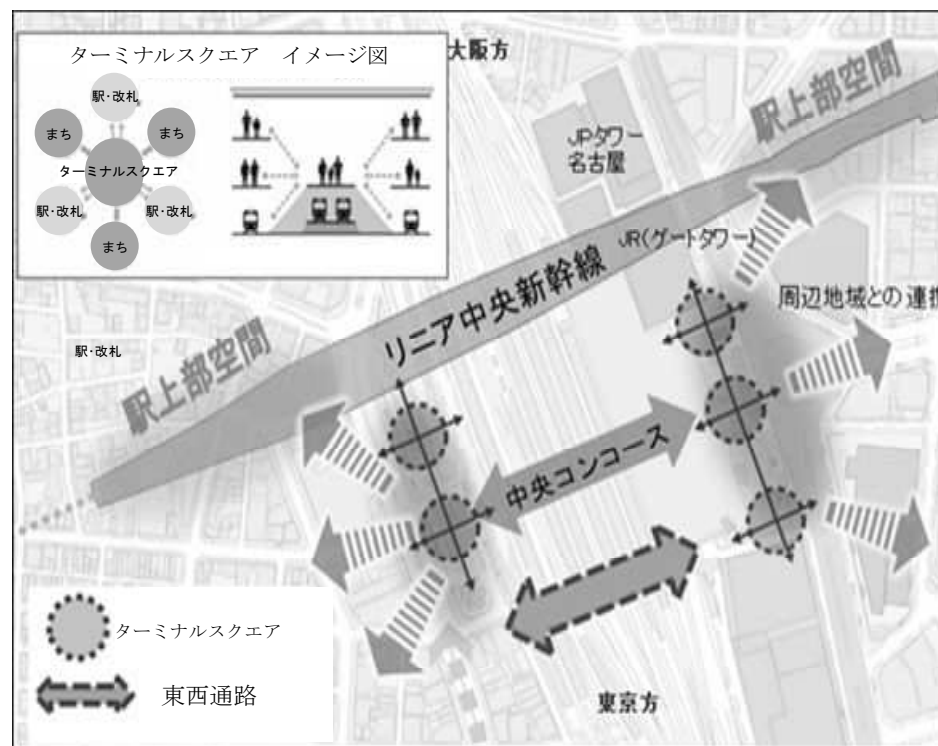 ターミナルスクエア イメージ図
駅・改札
まち
まち
ターミナルスクエア
駅・改札
駅・改札
まち
大阪方
駅上部空間
JPタワー
名古屋
JR(ゲートタワー)
リニア中央新幹線
周辺地域との連携
駅・改札
駅上部空間
中央コンコース
ターミナルスクエア
東西通路
東京方